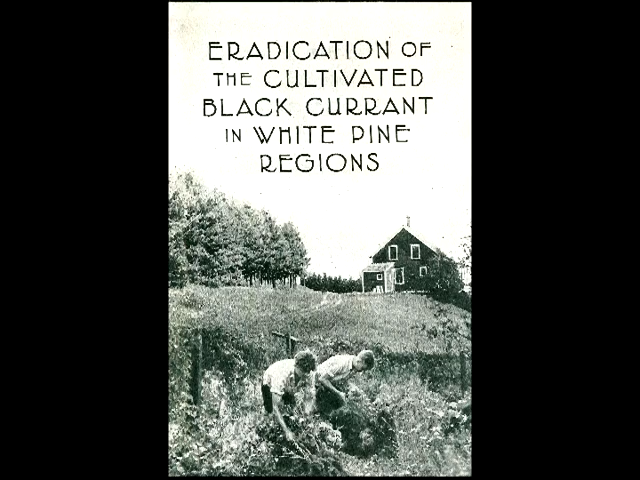 ERADICATION OF
THE CULTIVATED
BLACK CURRANT
IN WHITE PINE
REGIONS